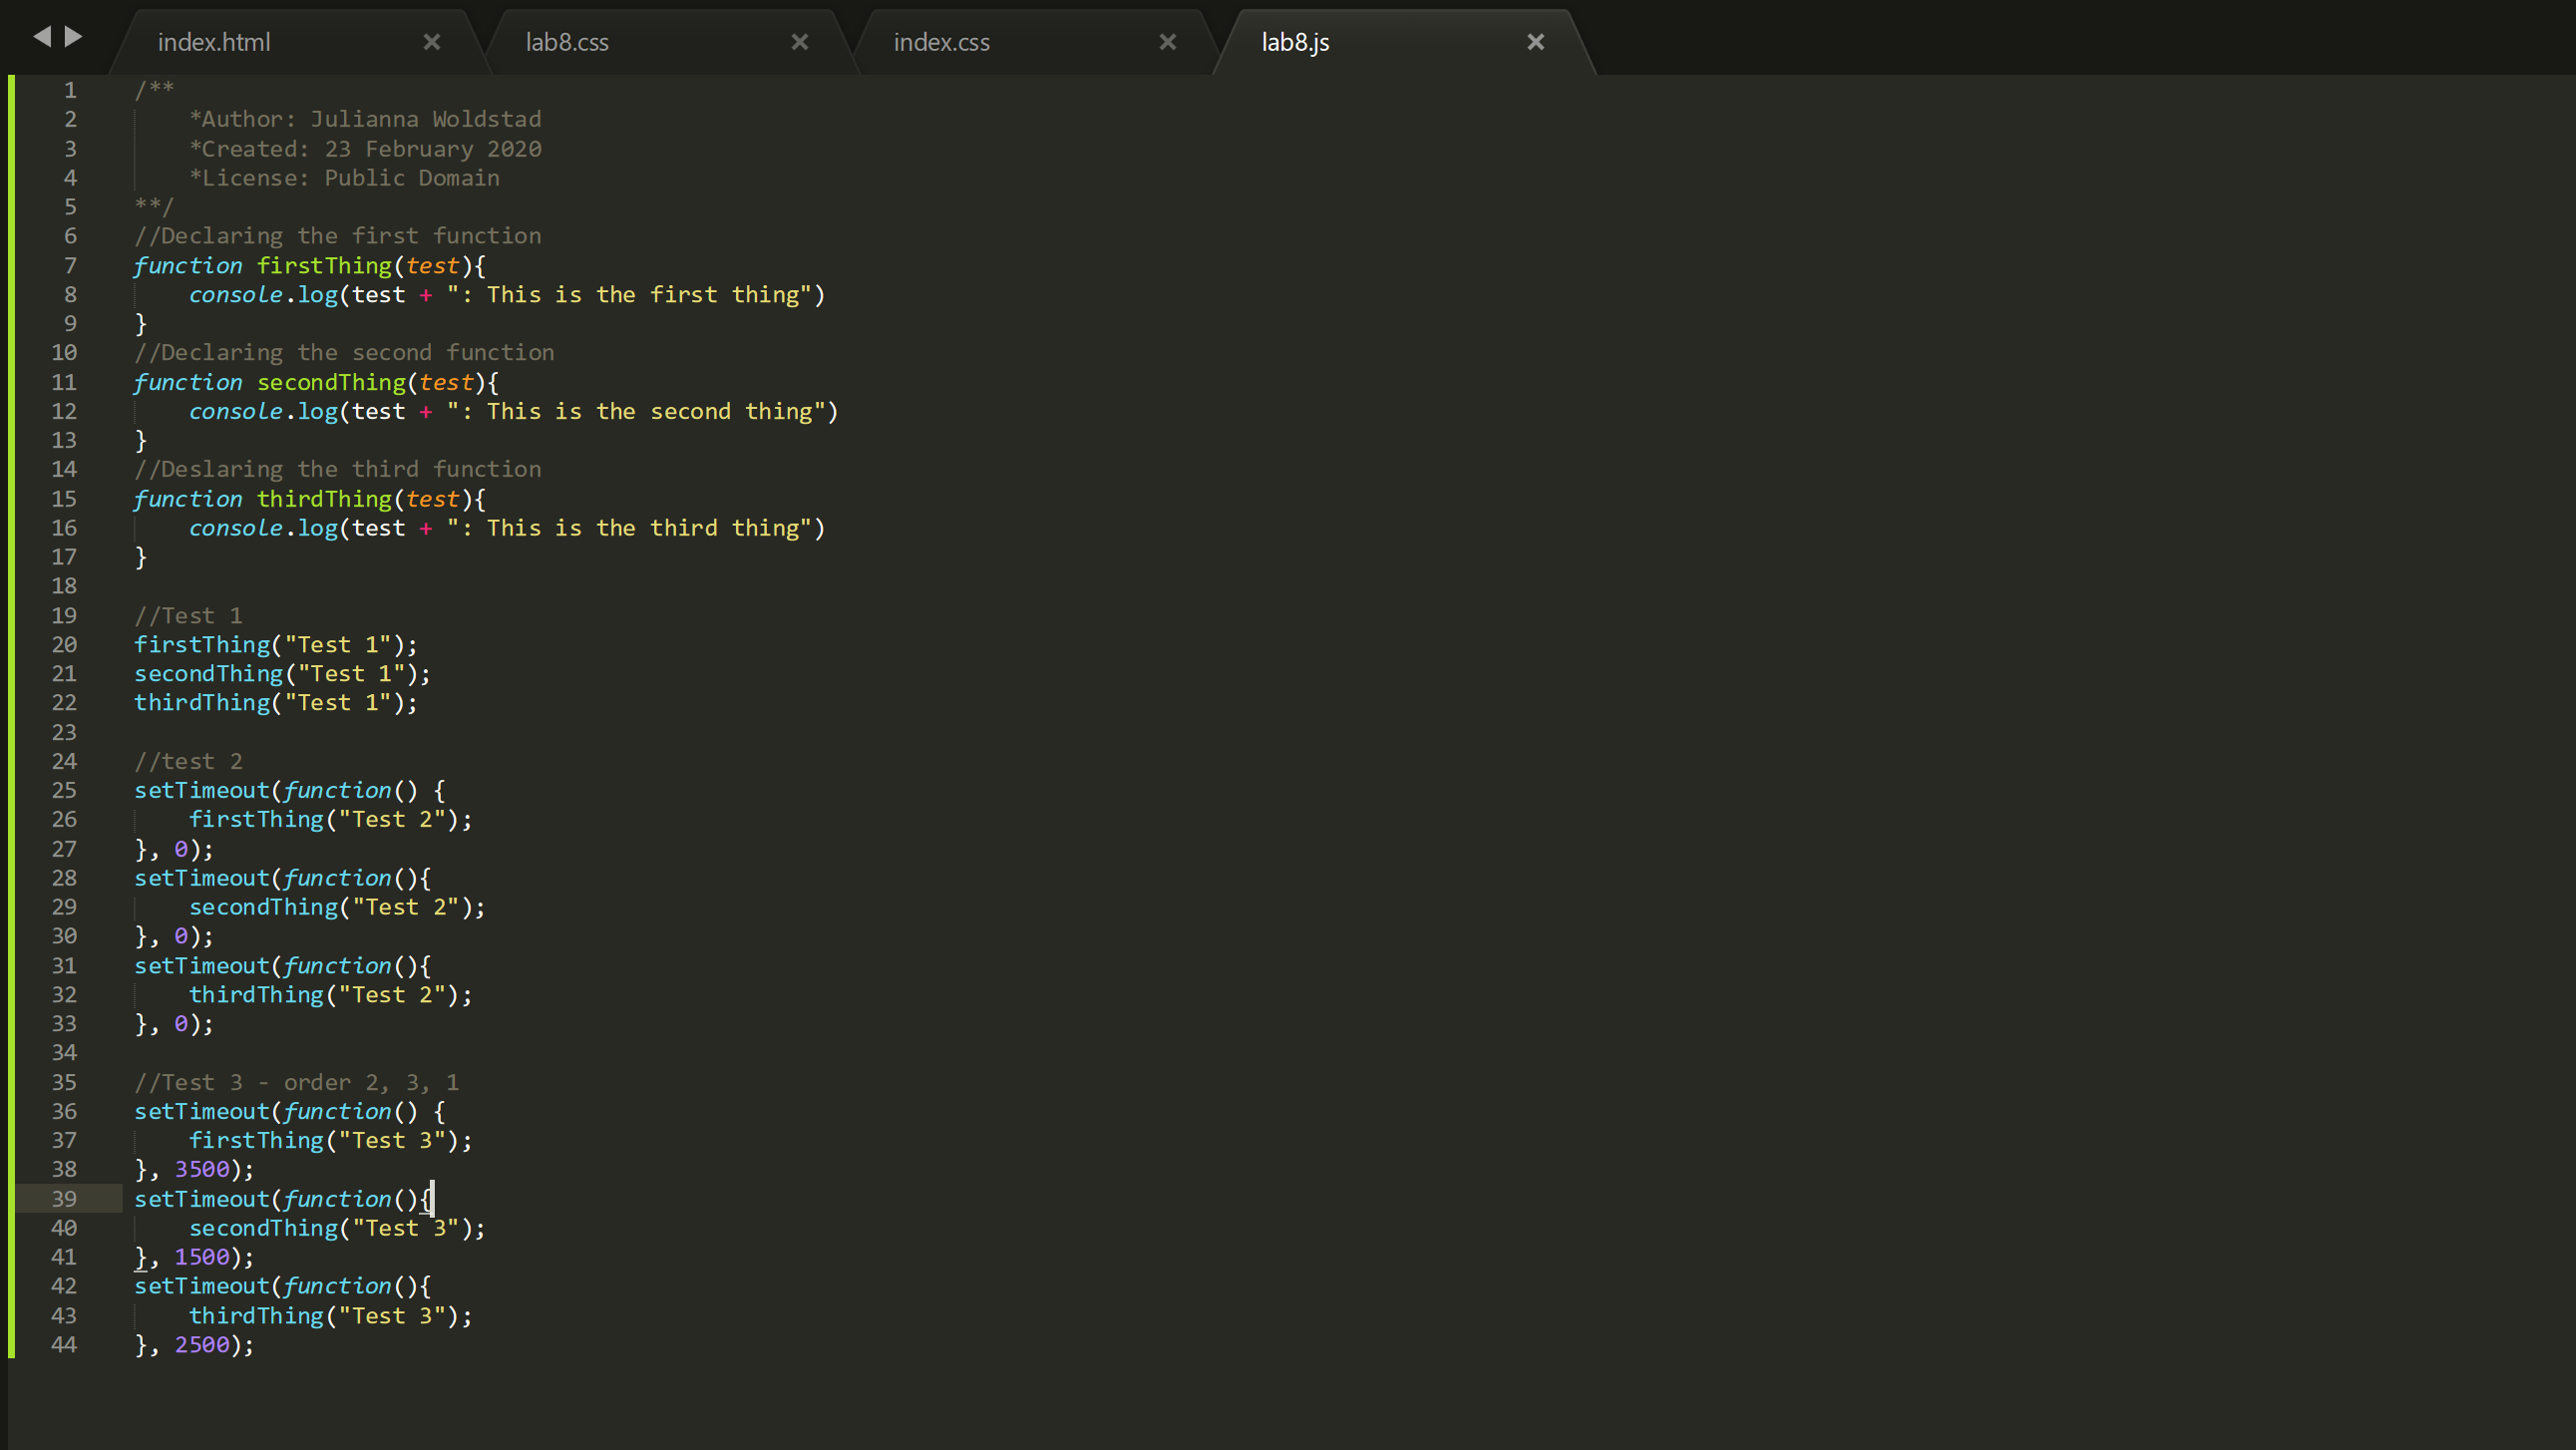 index.html × lab8.css × index.css × lab8.js ×
1 /**
2     *Author: Julianna Woldstad
3     *Created: 23 February 2020
4     *License: Public Domain
5 **/
6 //Declaring the first function
7 function firstThing(test){
8     console.log(test + ": This is the first thing")
9 }
10 //Declaring the second function
11 function secondThing(test){
12     console.log(test + ": This is the second thing")
13 }
14 //Deslaring the third function
15 function thirdThing(test){
16     console.log(test + ": This is the third thing")
17 }
18
19 //Test 1
20 firstThing("Test 1");
21 secondThing("Test 1");
22 thirdThing("Test 1");
23
24 //test 2
25 setTimeout(function() {
26     firstThing("Test 2");
27 }, 0);
28 setTimeout(function(){
29     secondThing("Test 2");
30 }, 0);
31 setTimeout(function(){
32     thirdThing("Test 2");
33 }, 0);
34
35 //Test 3 - order 2, 3, 1
36 setTimeout(function() {
37     firstThing("Test 3");
38 }, 3500);
39 setTimeout(function(){
40     secondThing("Test 3");
41 }, 1500);
42 setTimeout(function(){
43     thirdThing("Test 3");
44 }, 2500);